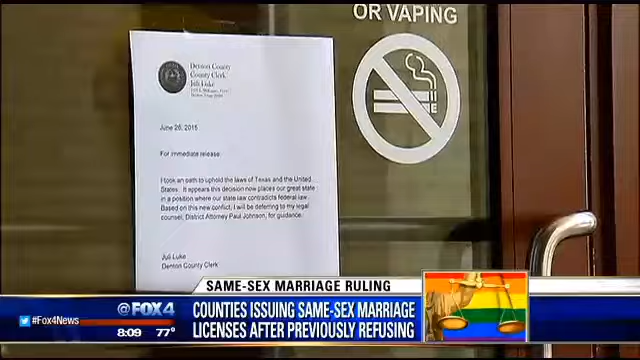 OR VAPING
Denton County
County Clerk
Juli Luke
June 26, 2015
For immediate release:
I took an oath to uphold the laws of Texas and the United
States. It appears this decision now places our great state
in a position where our state law contradicts federal law.
Based on this new conflict, I will be deferring to my legal
counsel, District Attorney Paul Johnson, for guidance.
Juli Luke
Denton County Clerk
SAME-SEX MARRIAGE RULING
@FOX4
COUNTIES ISSUING SAME-SEX MARRIAGE
LICENSES AFTER PREVIOUSLY REFUSING
#Fox4News
8:09 77°